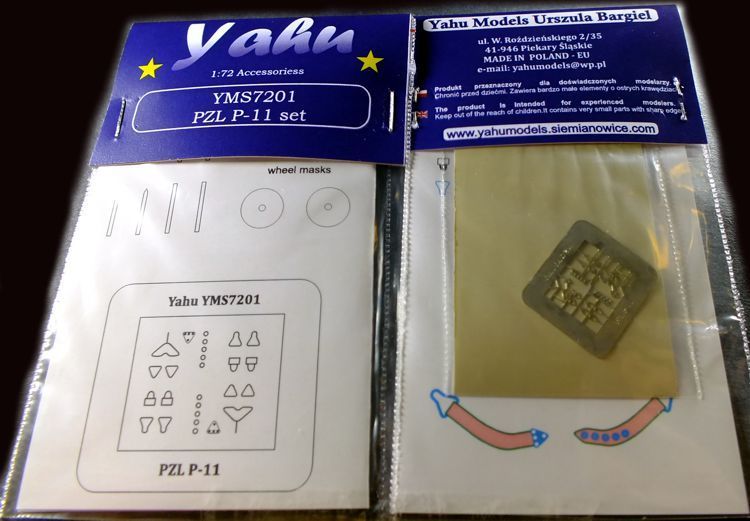 Yahu
1:72 Accessoriess
YMS7201
PZL P-11 set
wheel masks
Yahu YMS7201
PZL P-11
Yahu Models Urszula Bargiel
ul. W. Roździeńskiego 2/35
41-946 Piekary Śląskie
MADE IN POLAND - EU
e-mail: yahumodels@wp.pl
Produkt przeznaczony dla doświadczonych modelarzy.
Chronić przed dziećmi. Zawiera bardzo małe elementy o ostrych krawędziach
The product is intended for experienced modelers.
Keep out of the reach of children.It contains very small parts with sharp edges
www.yahumodels.siemianowice.com